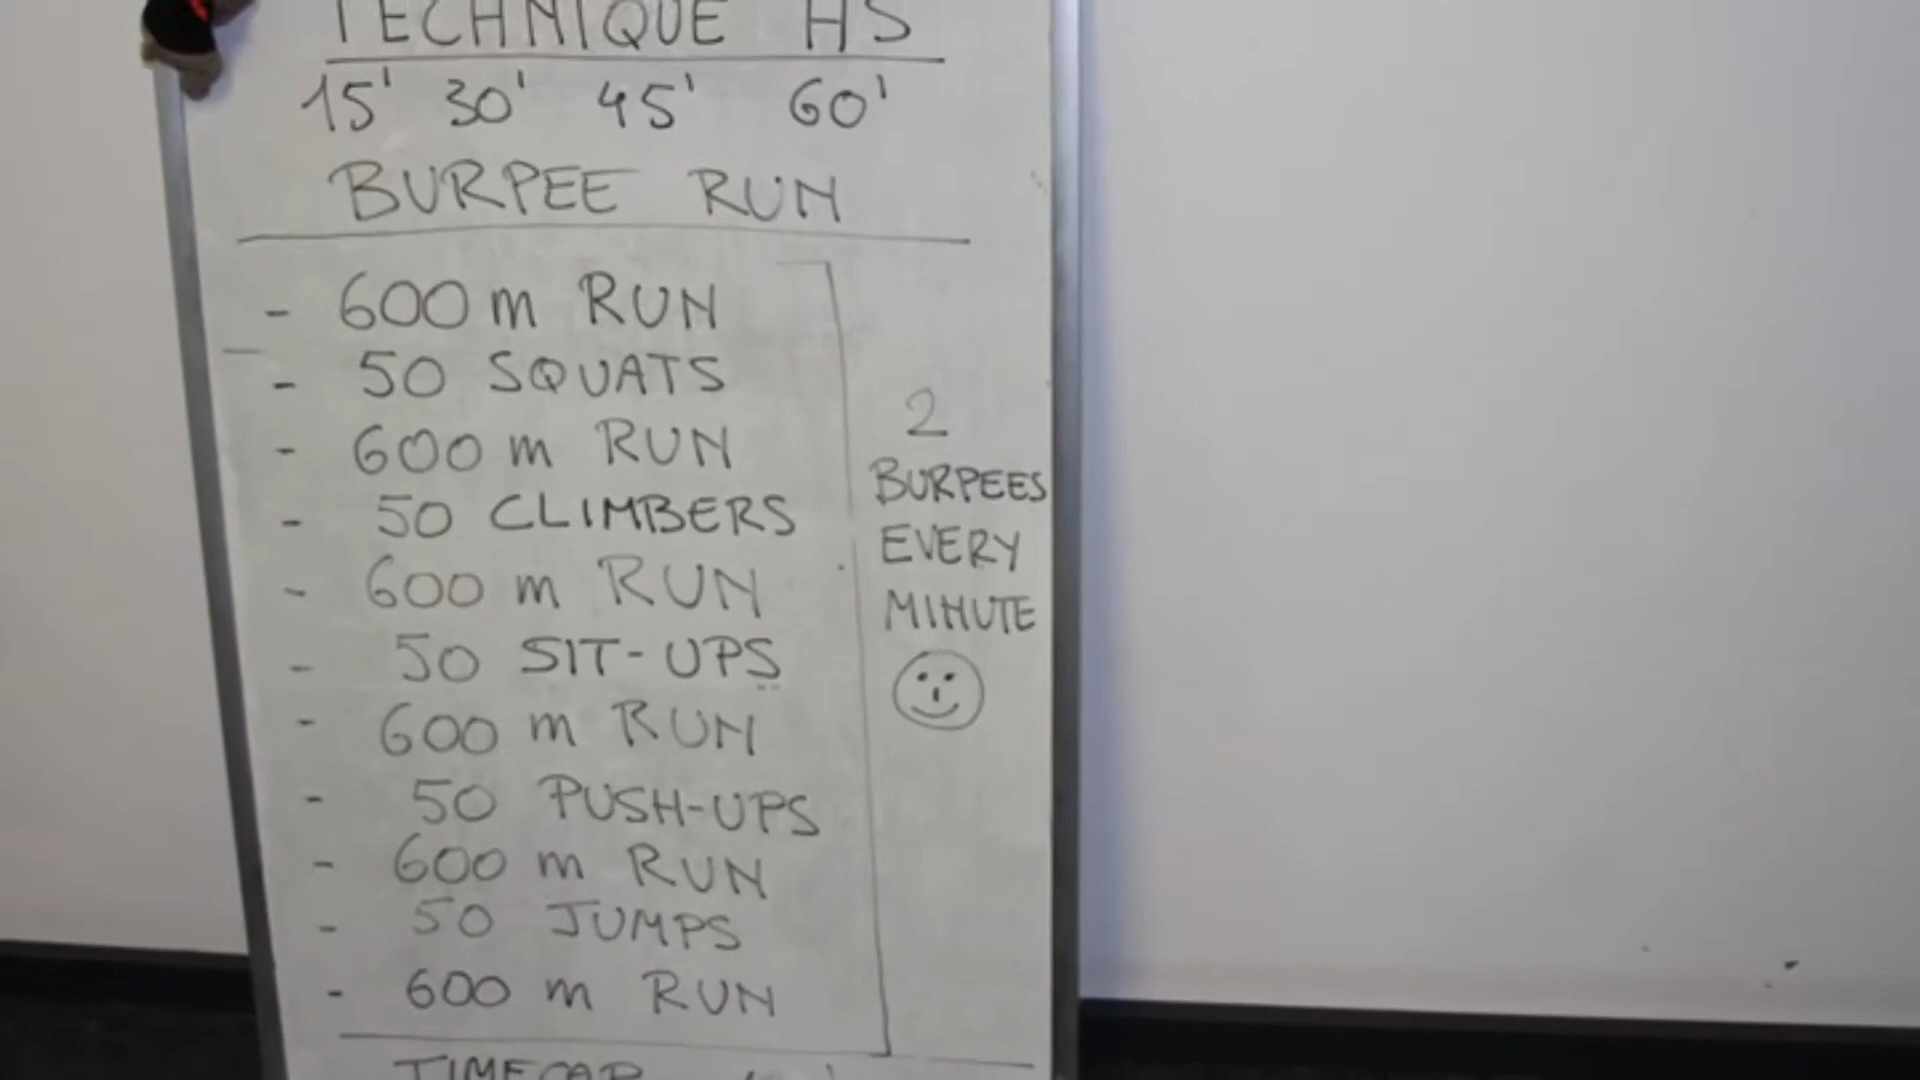 TECHNIQUE HS
15' 30' 45' 60'
BURPEE RUN
- 600 m RUN
- 50 SQUATS
- 600 m RUN
- 50 CLIMBERS
- 600 m RUN
- 50 SIT-UPS
- 600 m RUN
- 50 PUSH-UPS
- 600 m RUN
- 50 JUMPS
- 600 m RUN
2
BURPEES
EVERY
MINUTE
TIMECAP